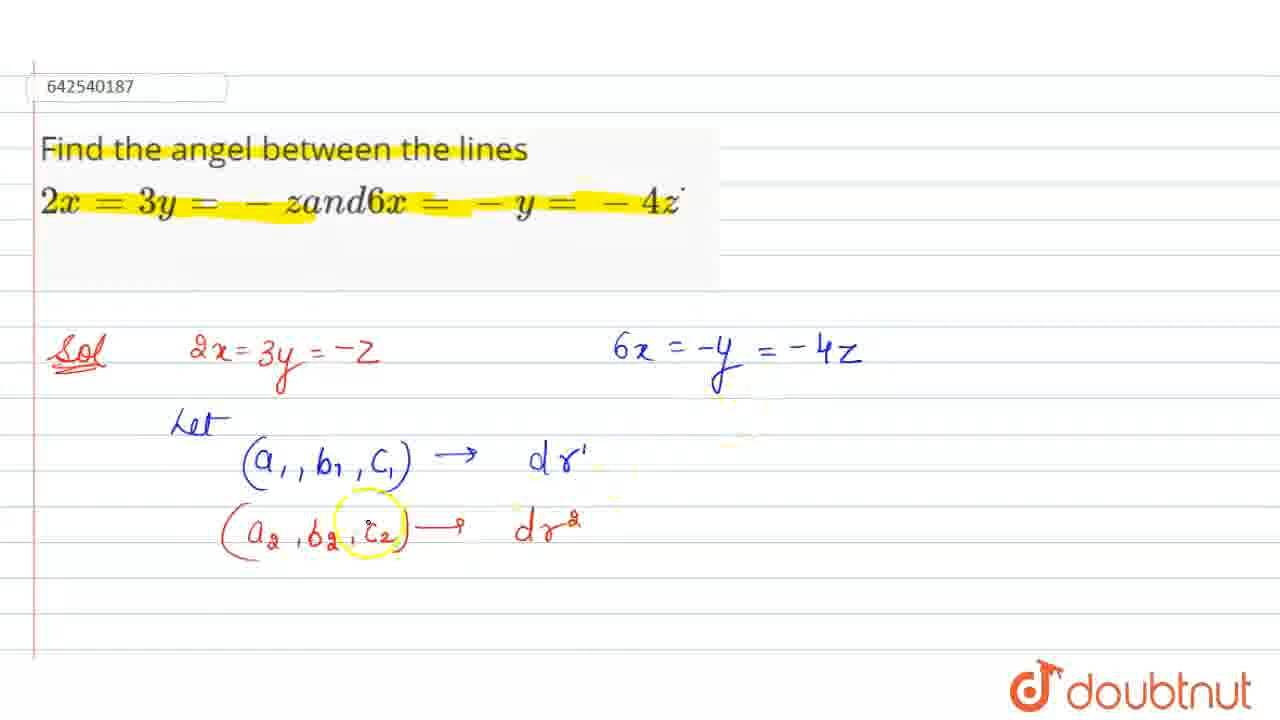 642540187
Find the angel between the lines
2x = 3y = - zand6x = - y = - 4z
Sol 2x = 3y = -z 6x = -y = -4z
Let
(a₁, b₁, c₁) → dr'
(a₂, b₂, c₂) → dr²
doubtnut